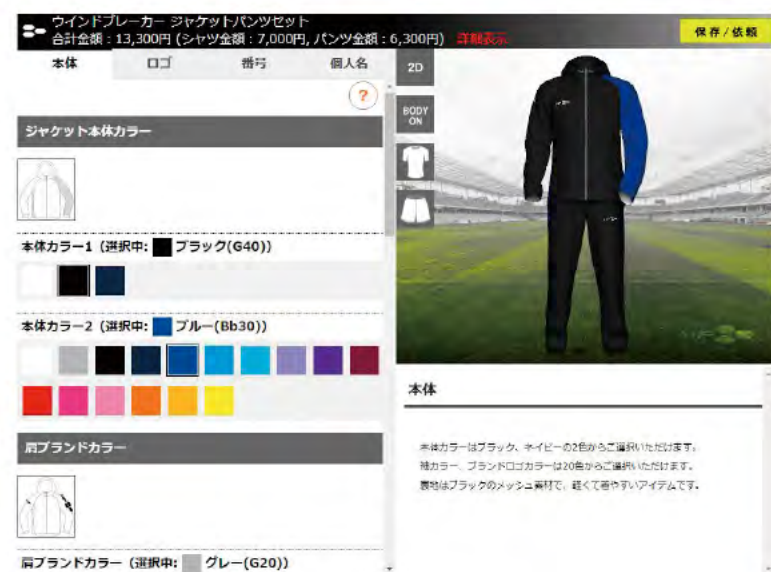 ウインドブレーカー ジャケットパンツセット
合計金額：13,300円 (シャツ金額：7,000円, パンツ金額：6,300円) 詳細表示
保存/依頼
本体 ロゴ 番号 個人名
?
2D
BODY
ON
ジャケット本体カラー
本体カラー1（選択中: ブラック(G40)）
本体カラー2（選択中: ブルー(Bb30)）
肩ブランドカラー
肩ブランドカラー（選択中: グレー(G20)）
本体
本体カラーはブラック、ネイビーの2色からご選択いただけます。
袖カラー、ブランドロゴカラーは20色からご選択いただけます。
裏地はブラックのメッシュ素材で、軽くて着やすいアイテムです。